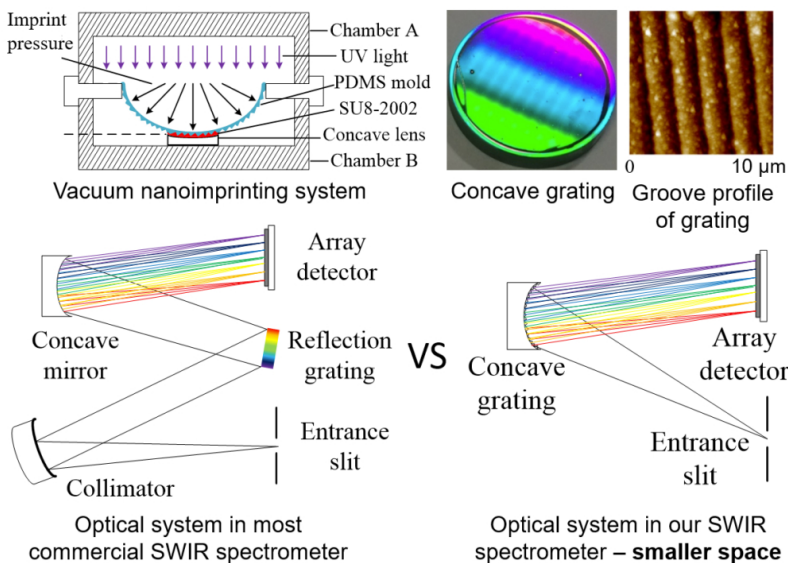 Imprint
pressure
Chamber A
UV light
PDMS mold
SU8-2002
Concave lens
Chamber B
Vacuum nanoimprinting system
Concave grating
0
10 μm
Groove profile
of grating
Array
detector
Concave
mirror
Reflection
grating
Entrance
slit
Collimator
Optical system in most
commercial SWIR spectrometer
VS
Concave
grating
Array
detector
Entrance
slit
Optical system in our SWIR
spectrometer – smaller space